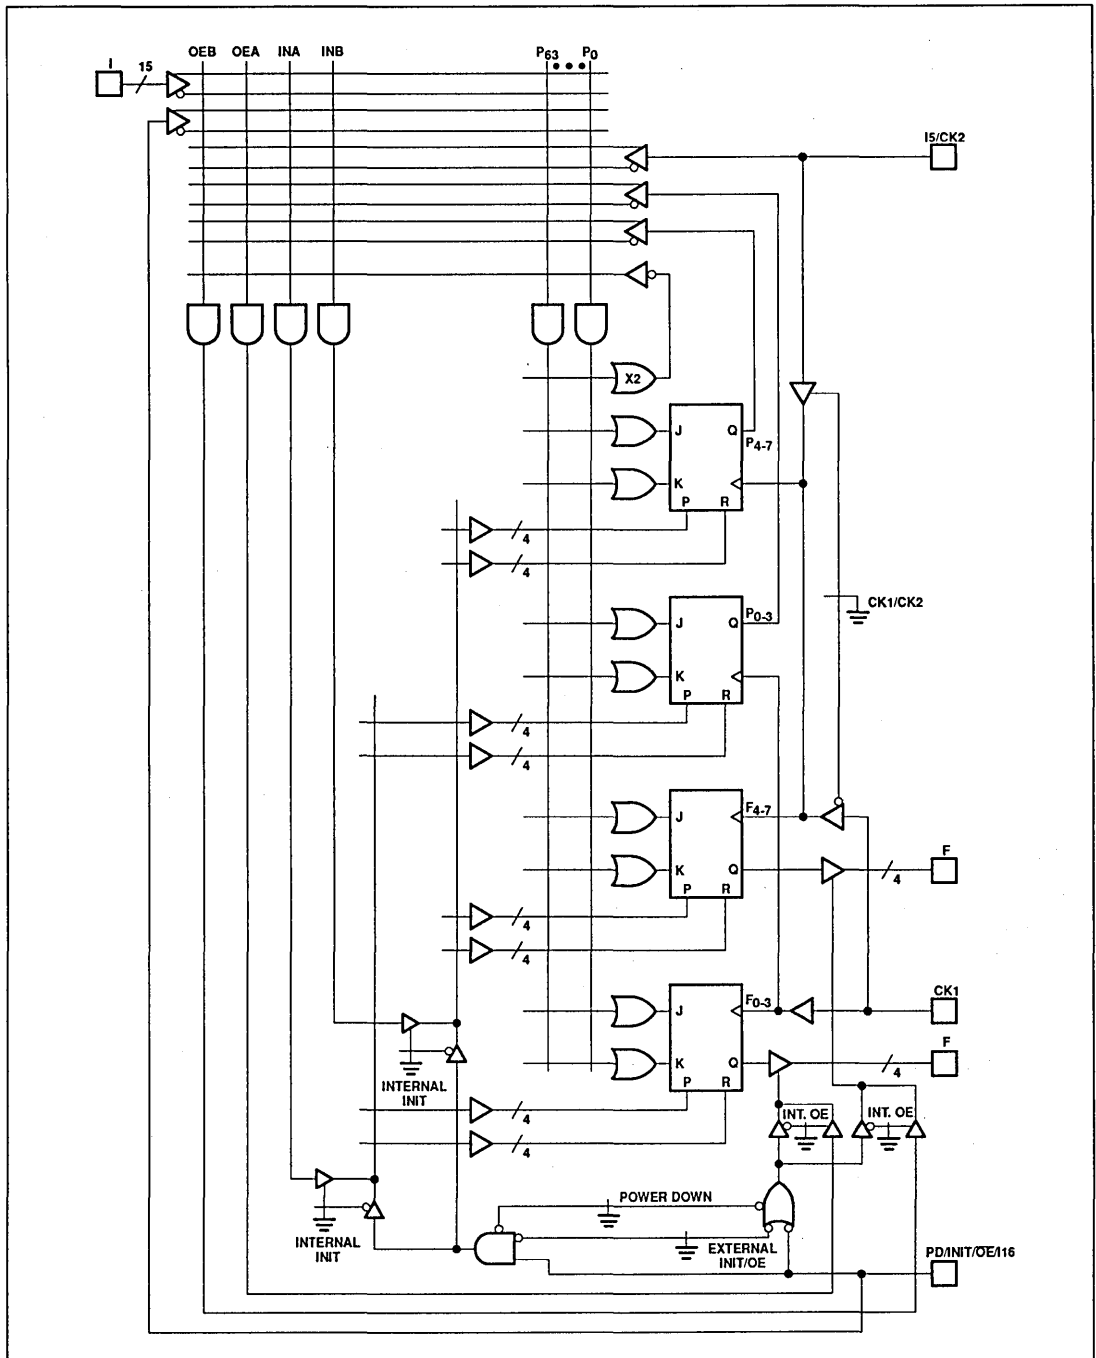 OEB OEA INA INB P63 P0
I
15
I5/CK2
X2
J Q
P4-7
K
P R
4
4
CK1/CK2
J Q P0-3
K
P R
4
4
J F4-7
K Q
F
4
P R
4
4
J F0-3
CK1
K Q
F
4
P R
INTERNAL
INIT
4
4
INT. OE INT. OE
POWER DOWN
INTERNAL
INIT
EXTERNAL
INIT/OE
PD/INIT/O̅E̅/I16